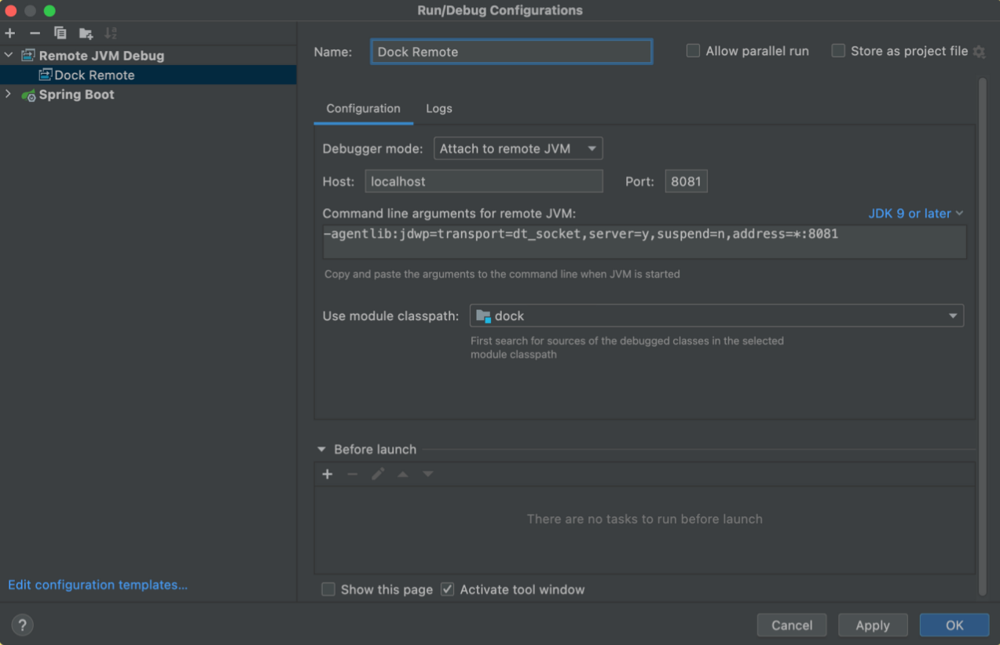 Run/Debug Configurations
Remote JVM Debug
Dock Remote
Spring Boot
Edit configuration templates...
Name: Dock Remote Allow parallel run Store as project file
Configuration Logs
Debugger mode: Attach to remote JVM
Host: localhost Port: 8081
Command line arguments for remote JVM: JDK 9 or later
-agentlib:jdwp=transport=dt_socket,server=y,suspend=n,address=*:8081
Copy and paste the arguments to the command line when JVM is started
Use module classpath: dock
First search for sources of the debugged classes in the selected
module classpath
Before launch
There are no tasks to run before launch
Show this page Activate tool window
? Cancel Apply OK